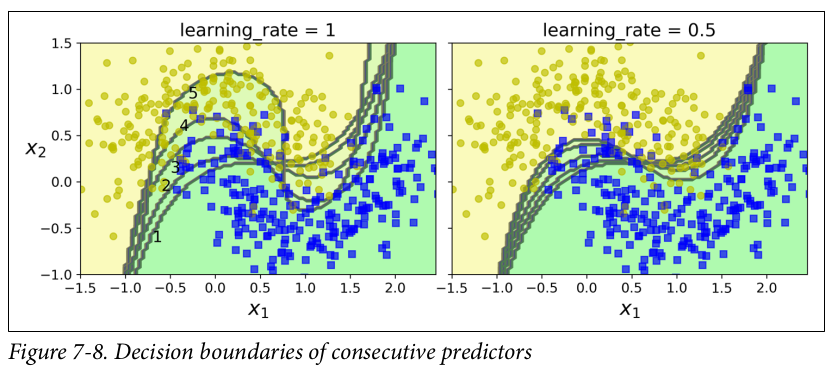 learning_rate = 1
learning_rate = 0.5
1.5
1.0
0.5
0.0
−0.5
−1.0
x2
5
4
3
2
1
−1.5 −1.0 −0.5 0.0 0.5 1.0 1.5 2.0
−1.5 −1.0 −0.5 0.0 0.5 1.0 1.5 2.0
x1
x1
Figure 7-8. Decision boundaries of consecutive predictors